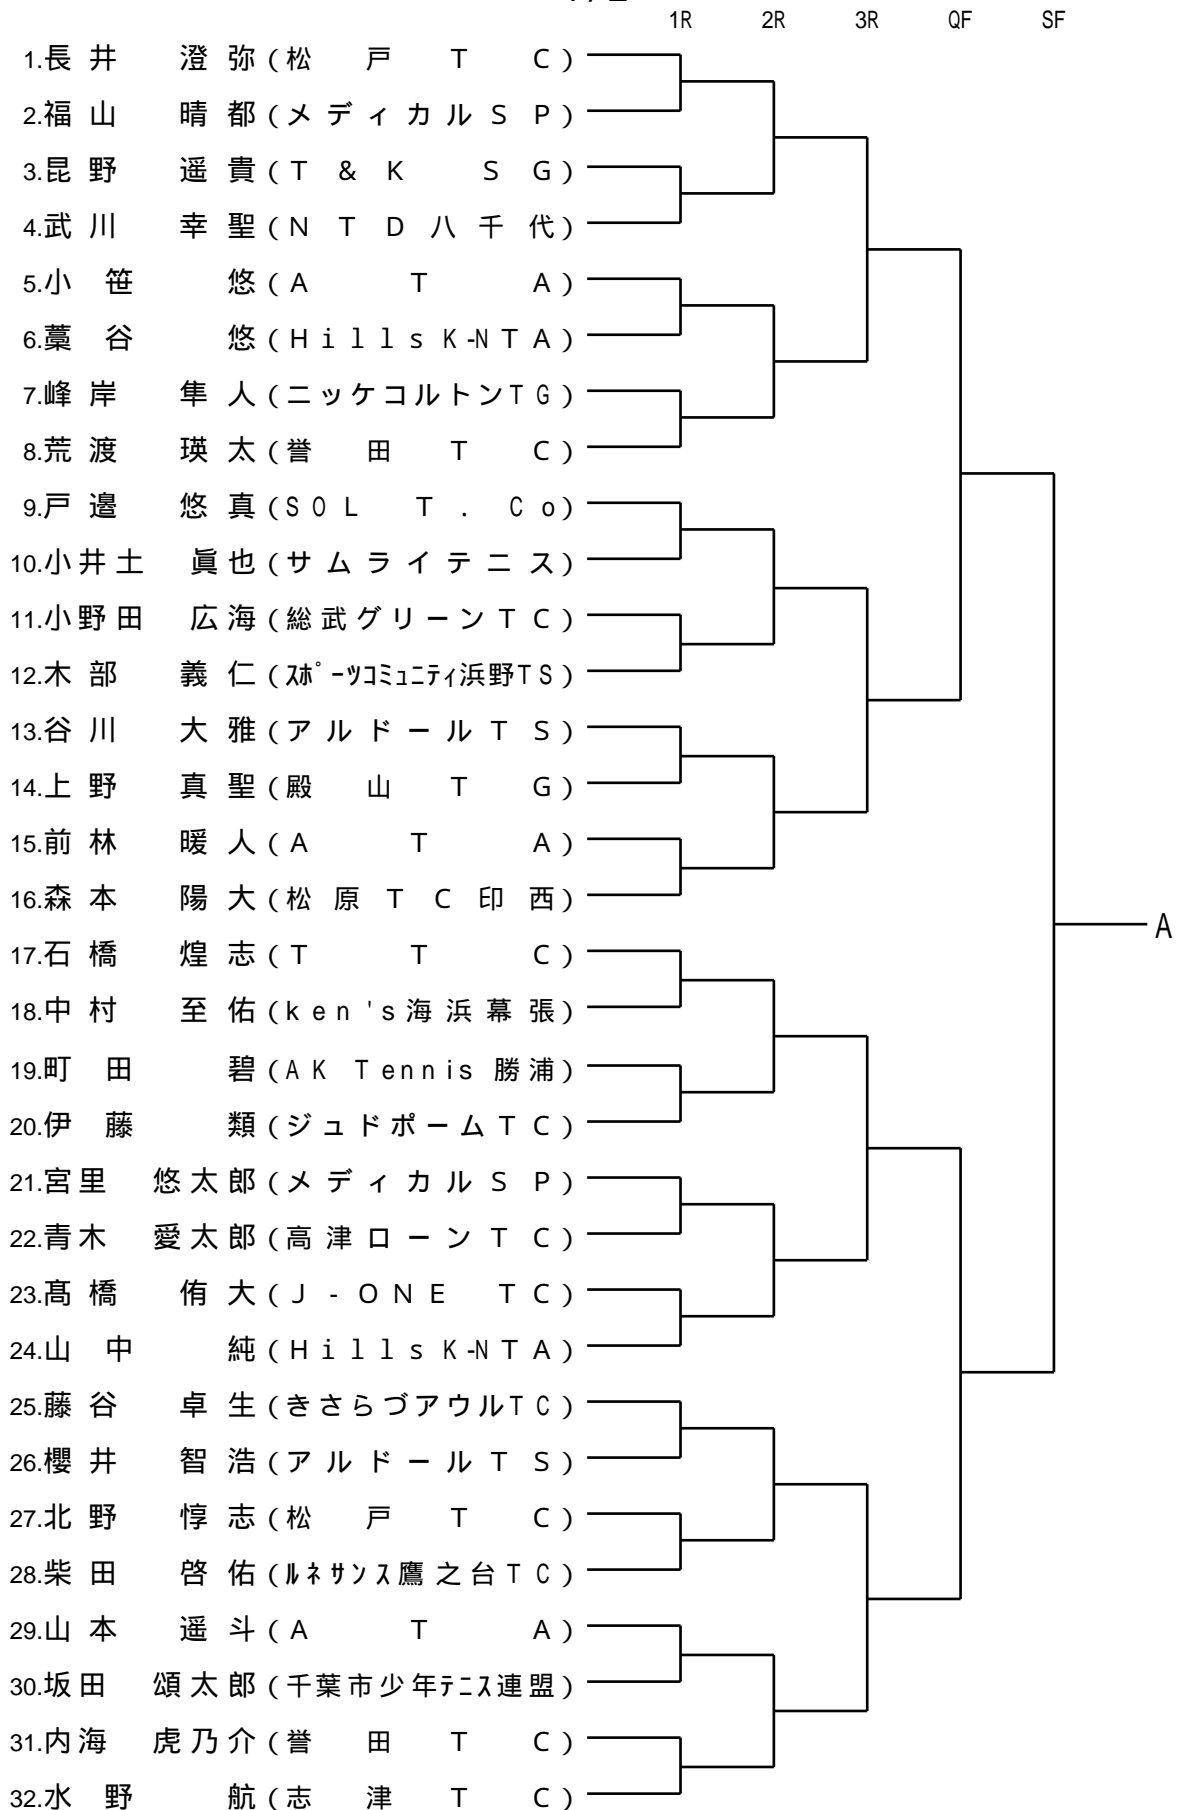 1R 2R 3R QF SF
1.長井 澄弥(松戸TC)
2.福山 晴都(メディカルSP)
3.昆野 遥貴(T&K SG)
4.武川 幸聖(NTD八千代)
5.小笹 悠(ATA)
6.藁谷 悠(HillsK-NTA)
7.峰岸 隼人(ニッケコルトンTG)
8.荒渡 瑛太(誉田TC)
9.戸邉 悠真(SOL T.Co)
10.小井土 眞也(サムライテニス)
11.小野田 広海(総武グリーンTC)
12.木部 義仁(ｽﾎﾟｰﾂｺﾐｭﾆﾃｨ浜野TS)
13.谷川 大雅(アルドールTS)
14.上野 真聖(殿山TG)
15.前林 暖人(ATA)
16.森本 陽大(松原TC印西)
A
17.石橋 煌志(TTC)
18.中村 至佑(ken's海浜幕張)
19.町田 碧(AK Tennis 勝浦)
20.伊藤 類(ジュドポームTC)
21.宮里 悠太郎(メディカルSP)
22.青木 愛太郎(高津ローンTC)
23.髙橋 侑大(J-ONE TC)
24.山中 純(HillsK-NTA)
25.藤谷 卓生(きさらづアウルTC)
26.櫻井 智浩(アルドールTS)
27.北野 惇志(松戸TC)
28.柴田 啓佑(ﾙﾈｻﾝｽ鷹之台TC)
29.山本 遥斗(ATA)
30.坂田 頌太郎(千葉市少年ﾃﾆｽ連盟)
31.内海 虎乃介(誉田TC)
32.水野 航(志津TC)